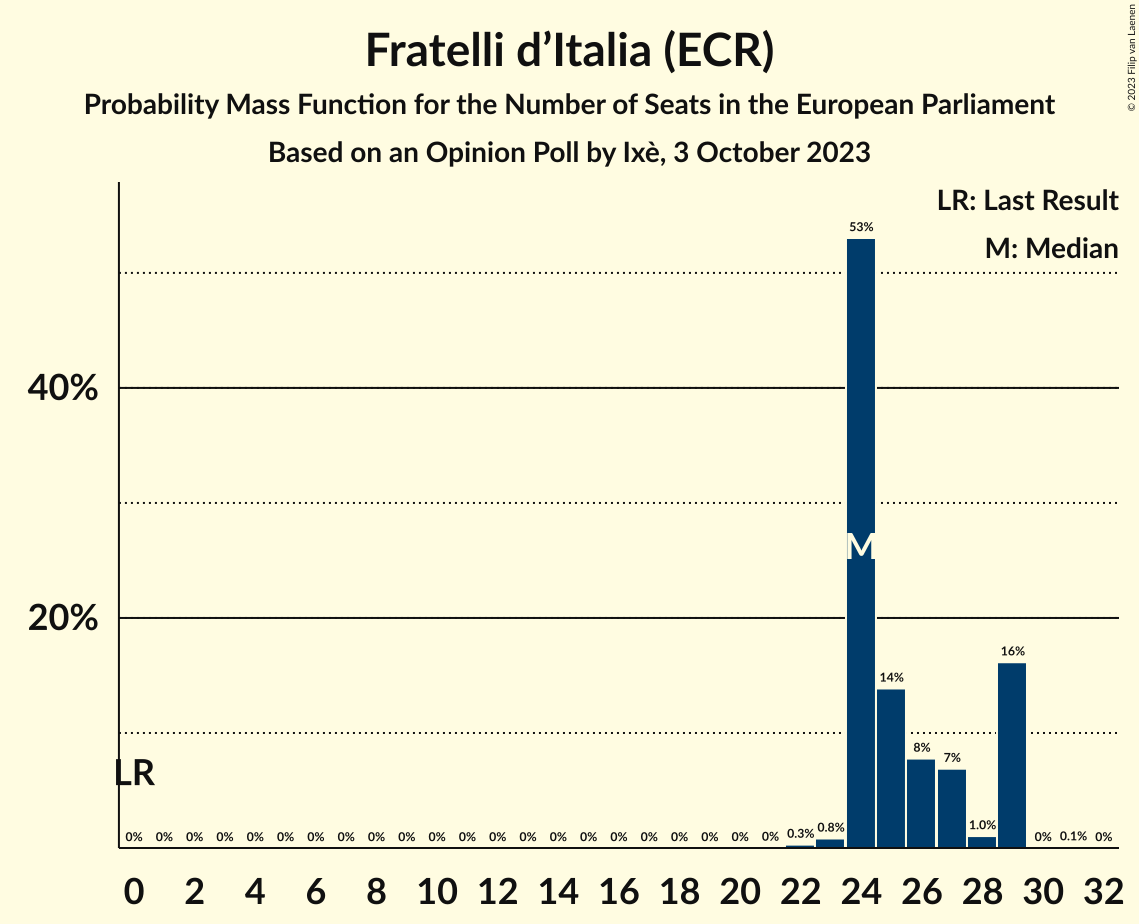 Fratelli d’Italia (ECR)
Probability Mass Function for the Number of Seats in the European Parliament
Based on an Opinion Poll by Ixè, 3 October 2023
© 2023 Filip van Laenen
LR: Last Result
M: Median
53%
40%
M
20%
16%
14%
8%
7%
LR
0% 0% 0% 0% 0% 0% 0% 0% 0% 0% 0% 0% 0% 0% 0% 0% 0% 0% 0% 0% 0% 0% 0.3% 0.8% 1.0% 0% 0.1% 0%
0 2 4 6 8 10 12 14 16 18 20 22 24 26 28 30 32